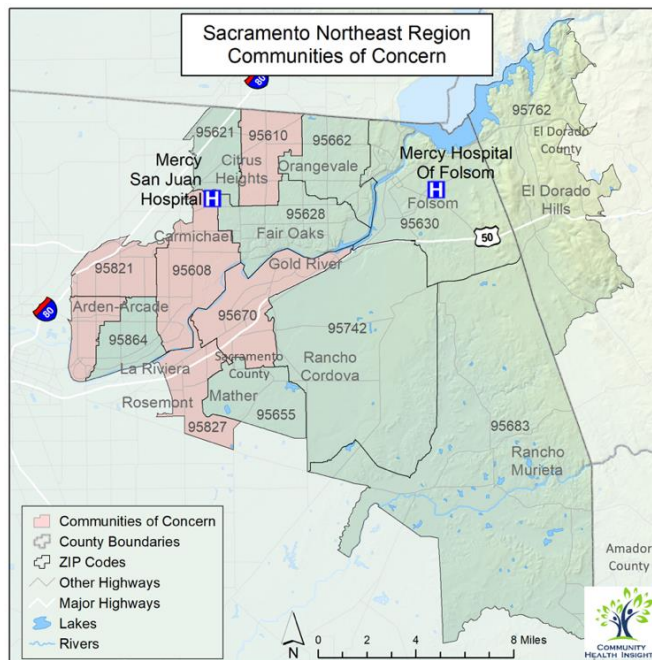 Sacramento Northeast Region
Communities of Concern
80
95762
95621
95610
95662
El Dorado
County
Citrus
Heights
Orangevale
Mercy
San Juan
Hospital
H
Mercy Hospital
Of Folsom
H
Folsom
El Dorado
Hills
95628
Fair Oaks
95630
50
Carmichael
Gold River
95821
95608
80
Arden-Arcade
95670
95742
95864
La Riviera
Sacramento
County
Rancho
Cordova
Rosemont
Mather
95655
95827
95683
Rancho
Murieta
Communities of Concern
County Boundaries
ZIP Codes
Other Highways
Major Highways
Lakes
Rivers
Amador
County
N
0 2 4 8 Miles
COMMUNITY
HEALTH INSIGHTS